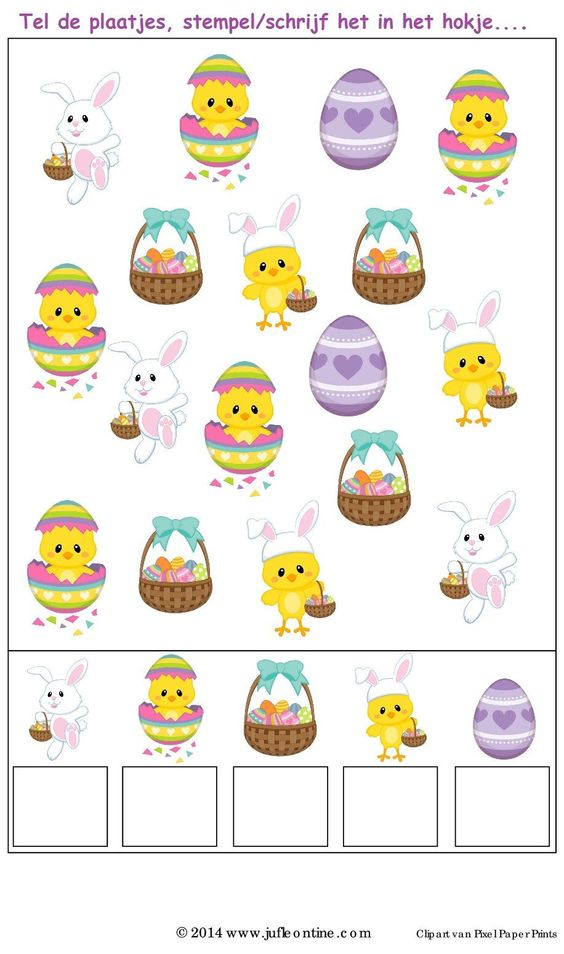 Tel de plaatjes, stempel/schrijf het in het hokje....
© 2014 www.jufleontine.com Clipart van Pixel Paper Prints